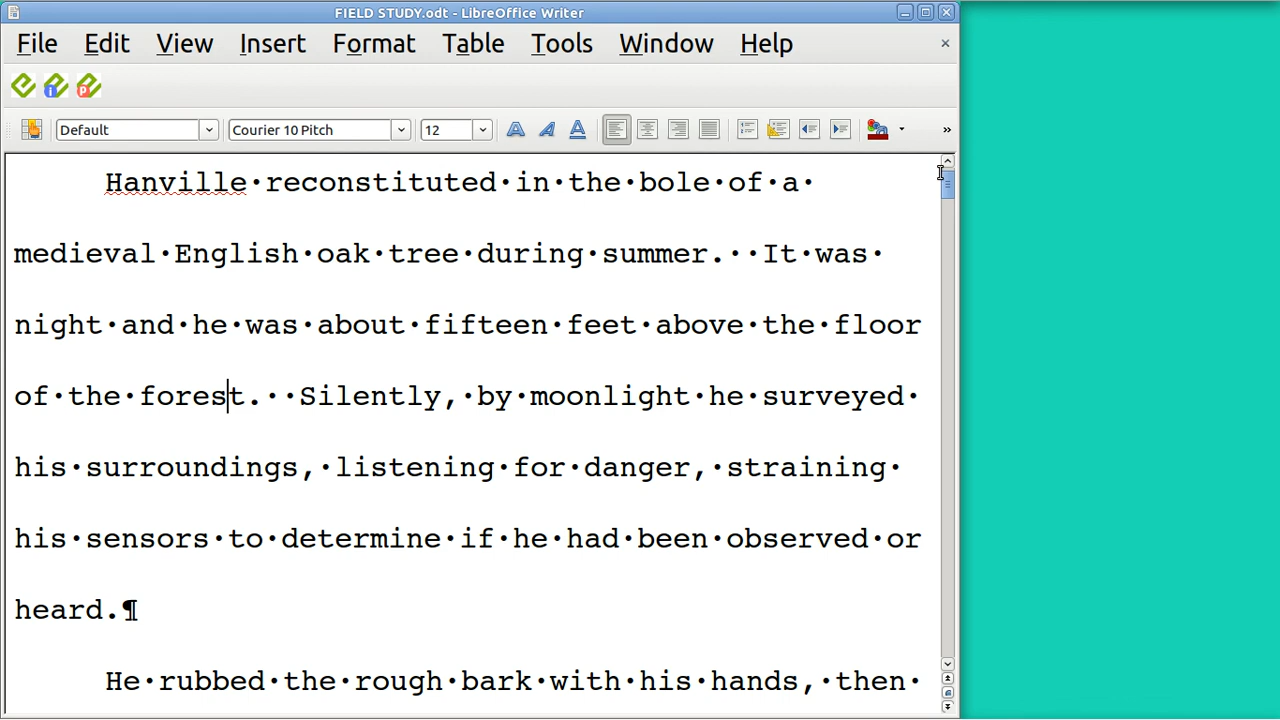 FIELD STUDY.odt - LibreOffice Writer
File Edit View Insert Format Table Tools Window Help
Default Courier 10 Pitch 12
Hanville·reconstituted·in·the·bole·of·a·
medieval·English·oak·tree·during·summer.··It·was·
night·and·he·was·about·fifteen·feet·above·the·floor
of·the·forest.··Silently,·by·moonlight·he·surveyed·
his·surroundings,·listening·for·danger,·straining·
his·sensors·to·determine·if·he·had·been·observed·or
heard.¶
He·rubbed·the·rough·bark·with·his·hands,·then·